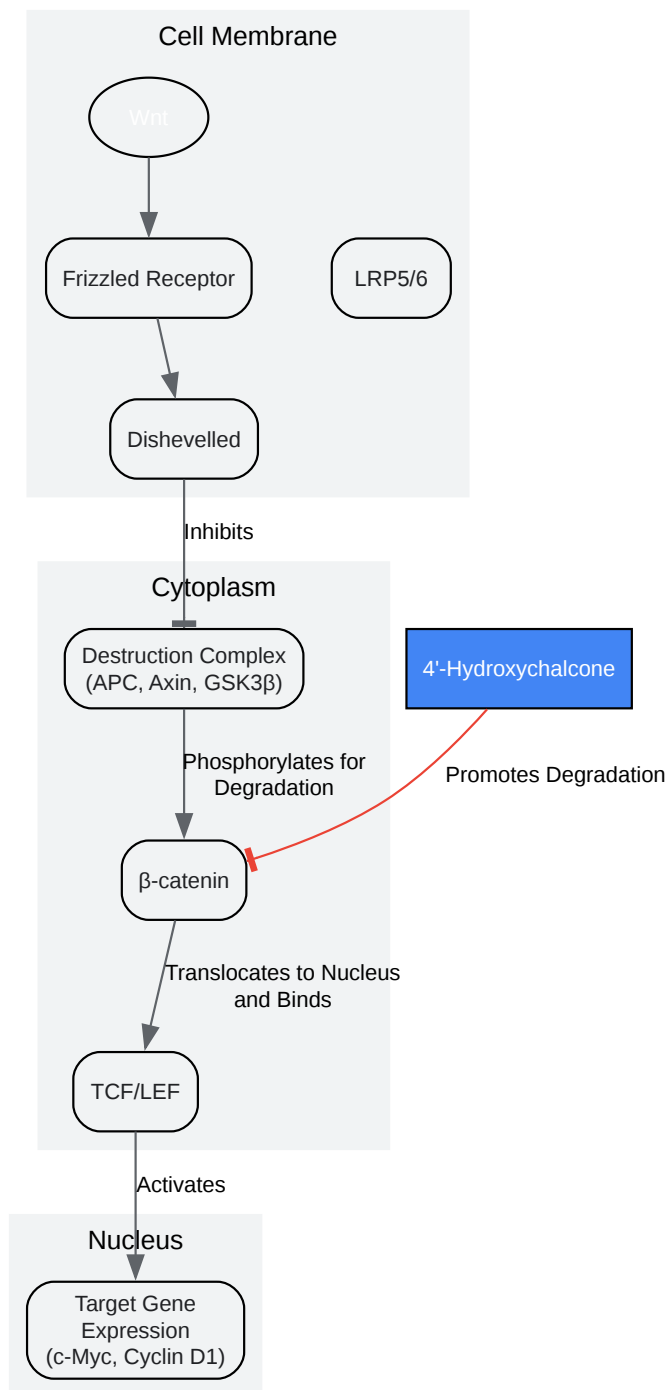 Cell Membrane
Wnt
Frizzled Receptor
LRP5/6
Dishevelled
Inhibits
Cytoplasm
Destruction Complex
(APC, Axin, GSK3β)
4'-Hydroxychalcone
Phosphorylates for
Degradation
Promotes Degradation
β-catenin
Translocates to Nucleus
and Binds
TCF/LEF
Activates
Nucleus
Target Gene
Expression
(c-Myc, Cyclin D1)